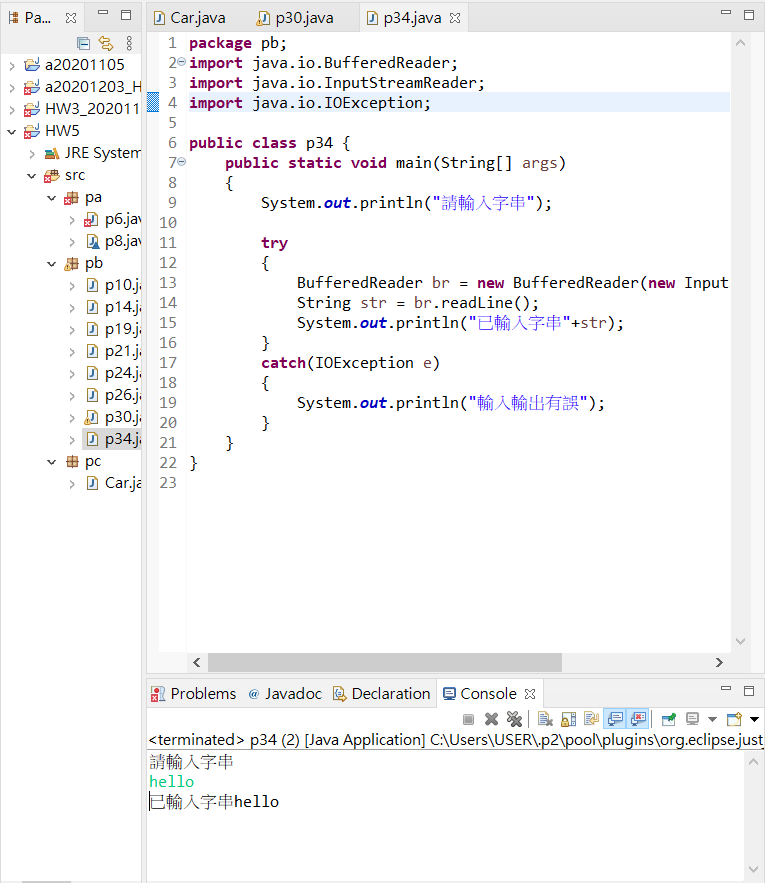 Pa...
a20201105
a20201203_H
HW3_202011
HW5
JRE System
src
pa
p6.jav
p8.jav
pb
p10.ja
p14.ja
p19.ja
p21.ja
p24.ja
p26.ja
p30.ja
p34.ja
pc
Car.ja
Car.java p30.java p34.java
1 package pb;
2 import java.io.BufferedReader;
3 import java.io.InputStreamReader;
4 import java.io.IOException;
5
6 public class p34 {
7 public static void main(String[] args)
8 {
9 System.out.println("請輸入字串");
10
11 try
12 {
13 BufferedReader br = new BufferedReader(new Input
14 String str = br.readLine();
15 System.out.println("已輸入字串"+str);
16 }
17 catch(IOException e)
18 {
19 System.out.println("輸入輸出有誤");
20 }
21 }
22 }
23
Problems @ Javadoc Declaration Console
<terminated> p34 (2) [Java Application] C:\Users\USER\.p2\pool\plugins\org.eclipse.just
請輸入字串
hello
已輸入字串hello